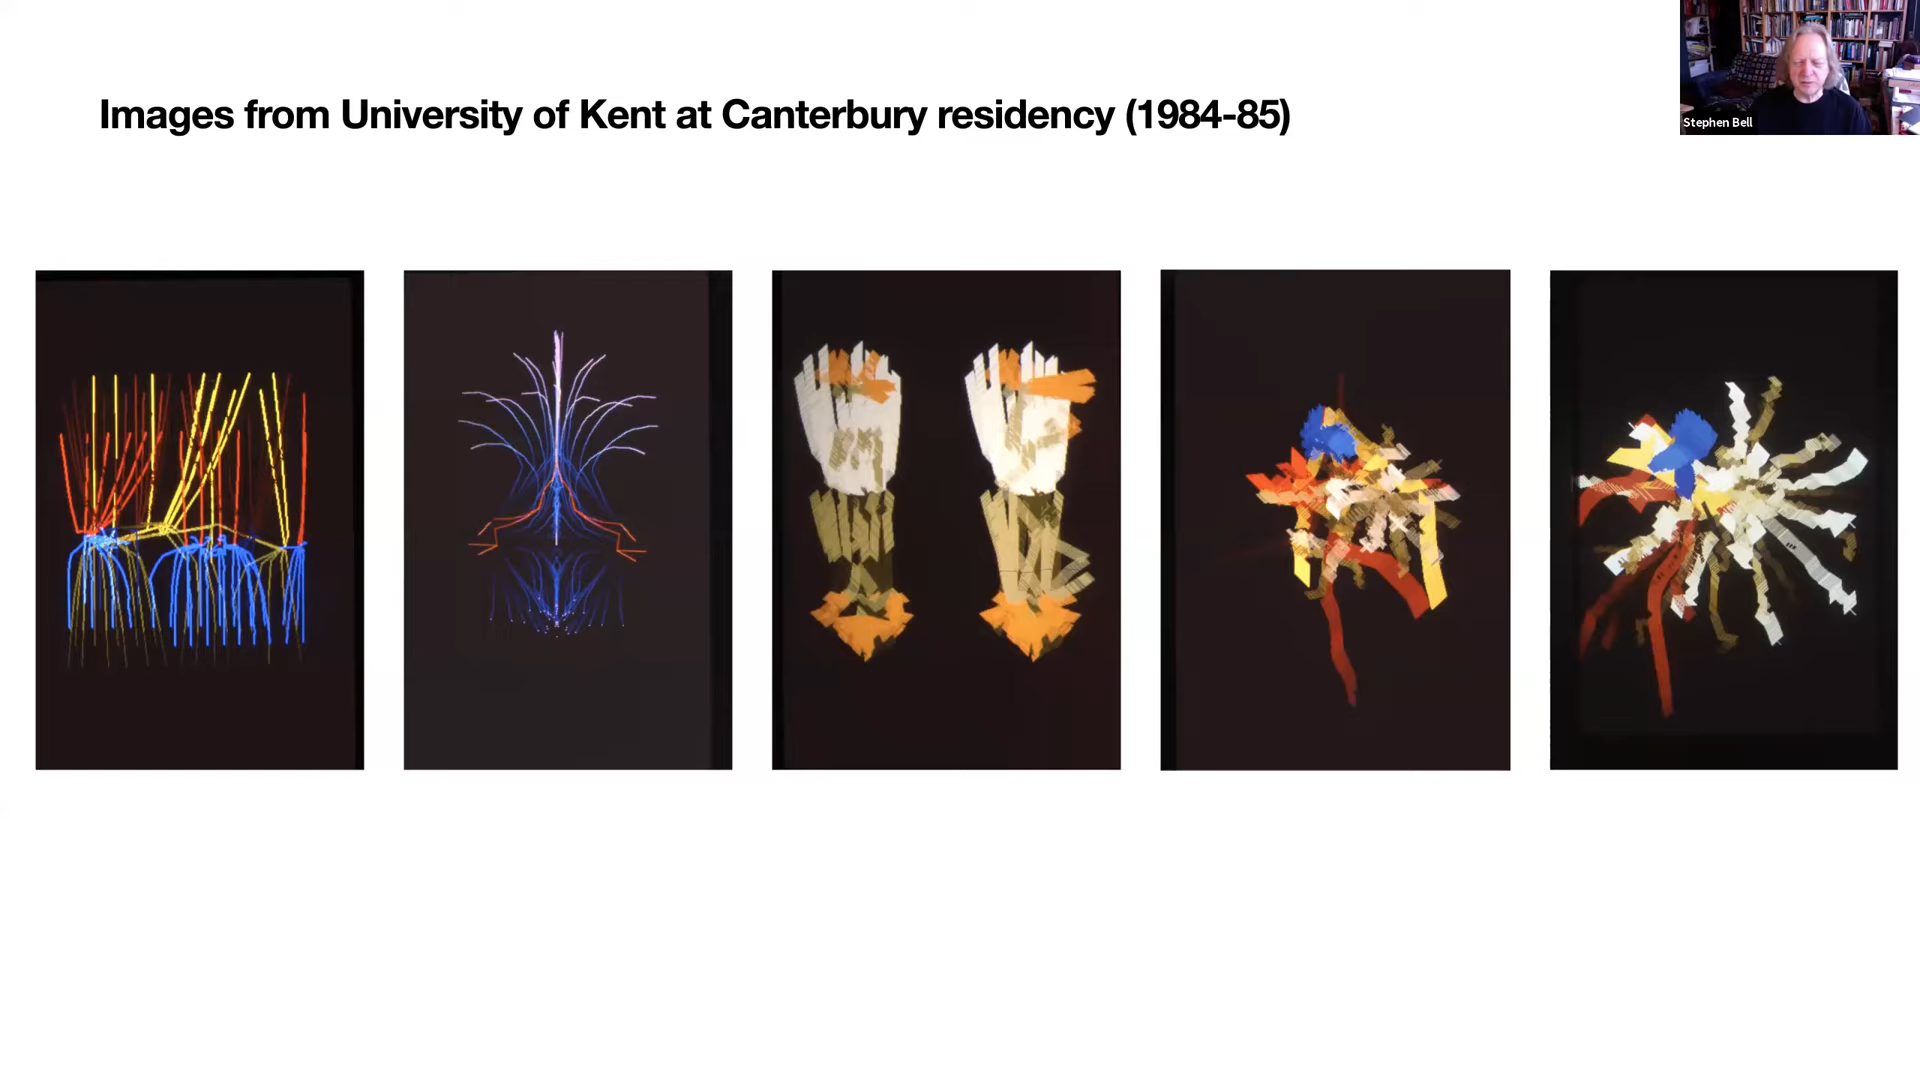 Images from University of Kent at Canterbury residency (1984-85)
Stephen Bell